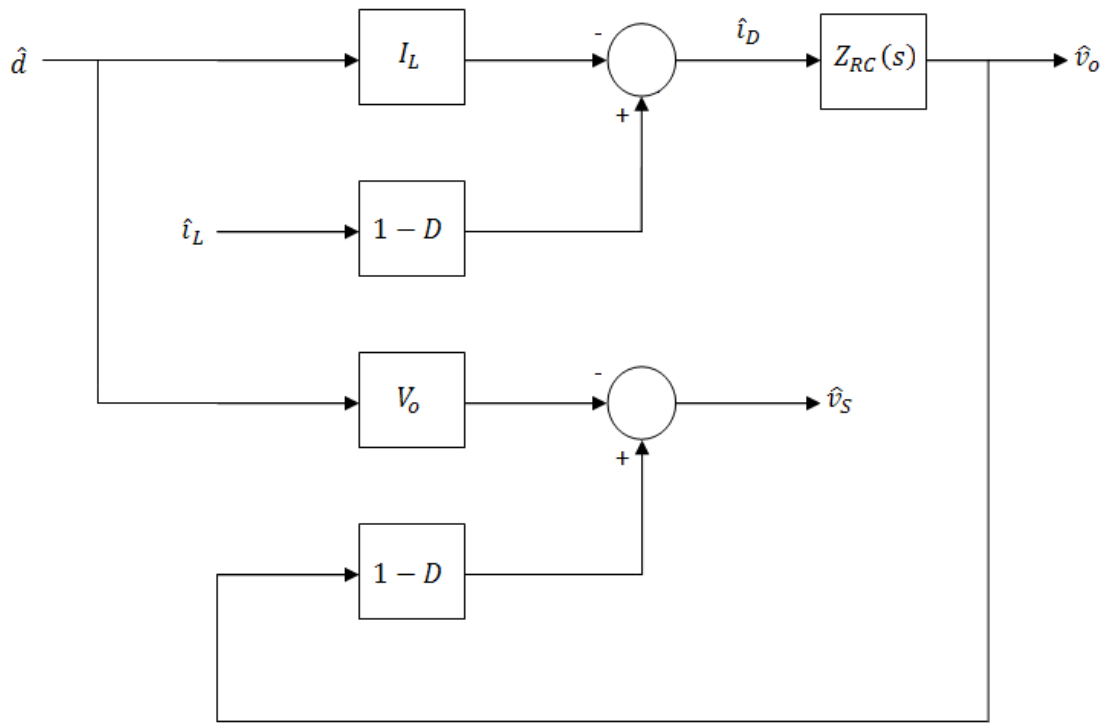 d̂ I_L - î_D Z_RC(s) v̂_o
+
î_L 1 − D
V_o - v̂_S
+
1 − D